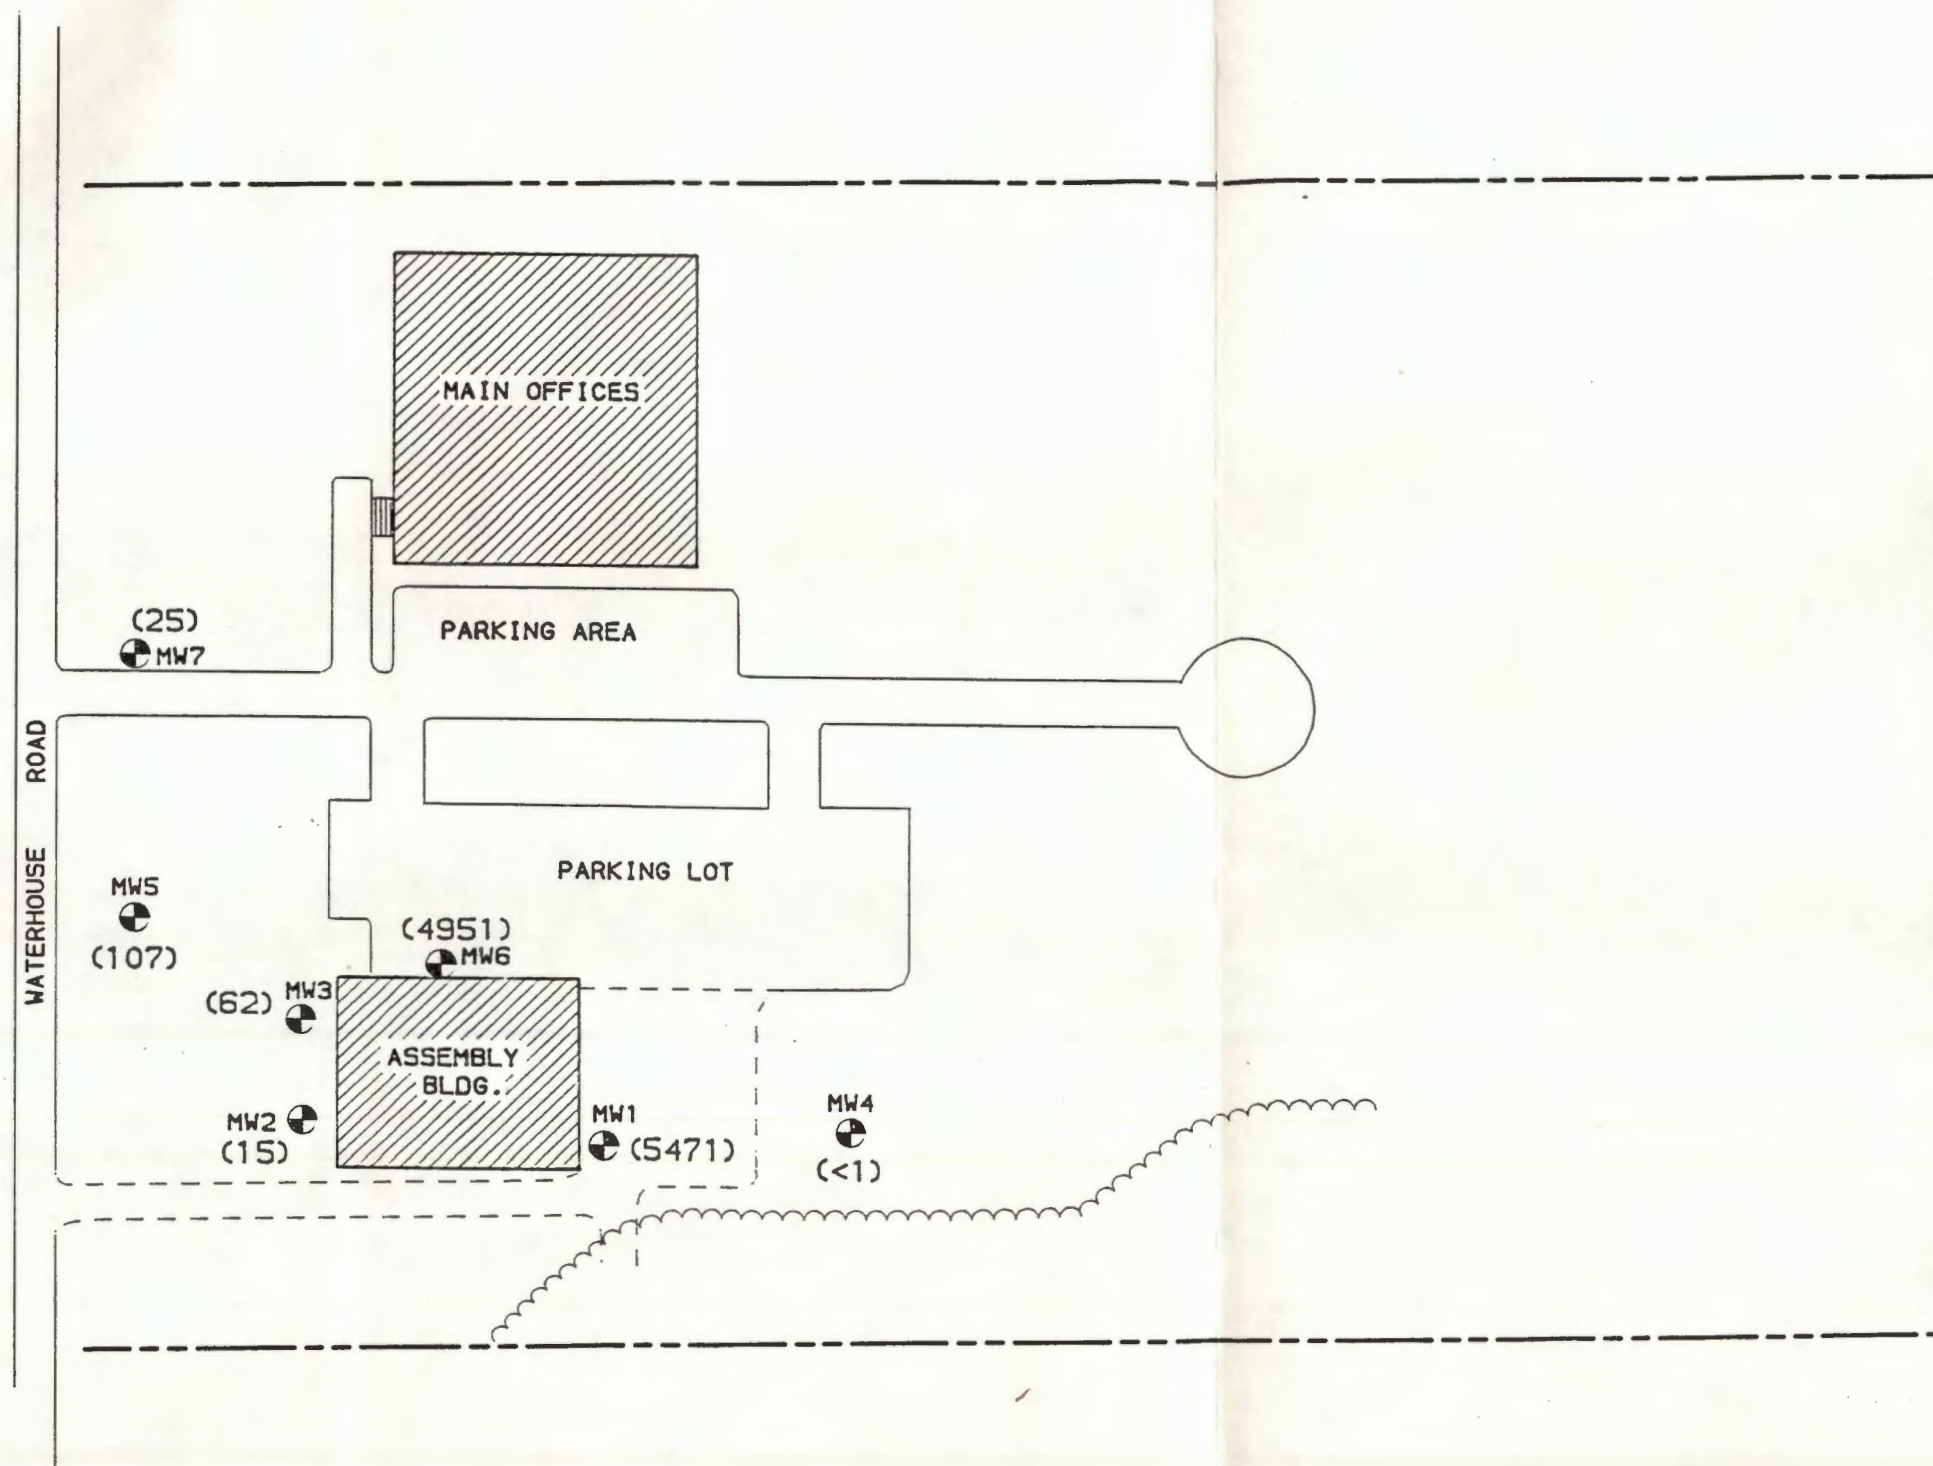 MAIN OFFICES
(25)
MW7
PARKING AREA
WATERHOUSE ROAD
PARKING LOT
MW5
(107)
(4951)
MW6
MW3
(62)
ASSEMBLY
BLDG.
MW2
(15)
MW1
(5471)
MW4
(<1)